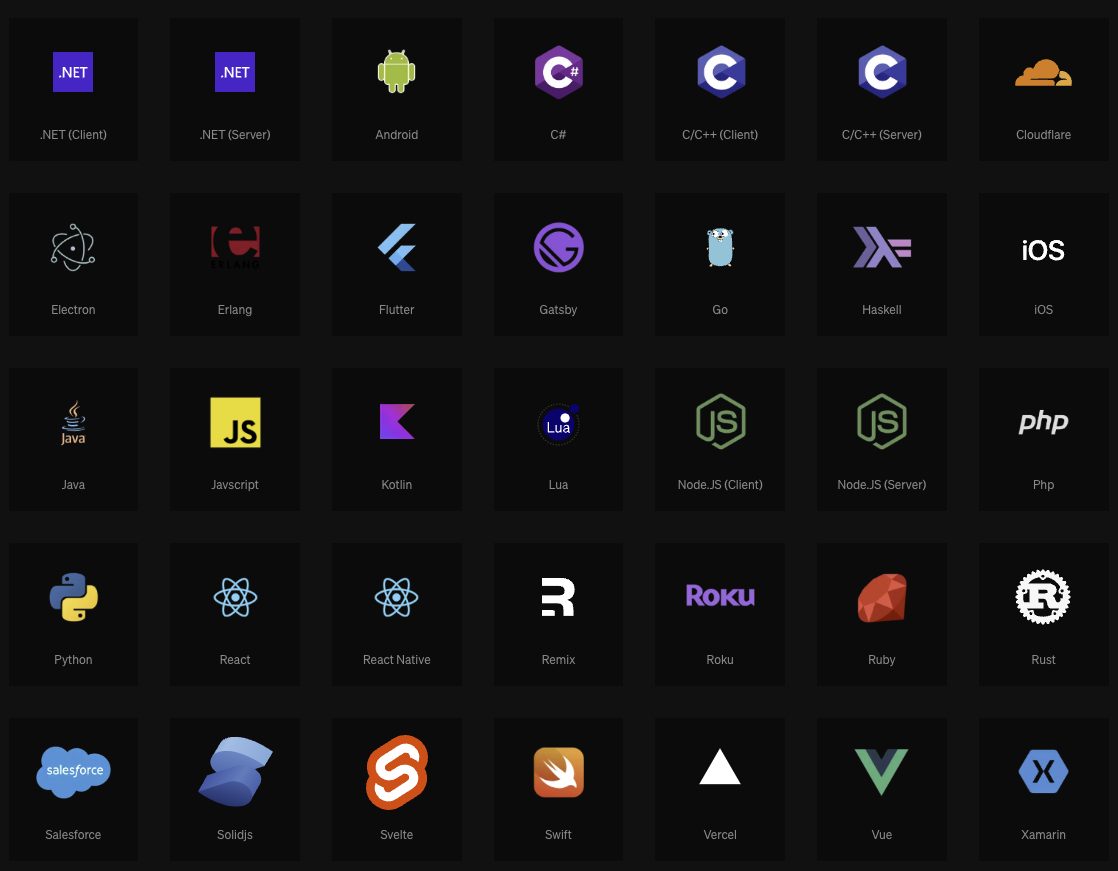 .NET
.NET
C#
C
C
.NET (Client)
.NET (Server)
Android
C#
C/C++ (Client)
C/C++ (Server)
Cloudflare
e
ERLANG
iOS
Electron
Erlang
Flutter
Gatsby
Go
Haskell
iOS
Java
JS
Lua
JS
JS
php
Java
Javscript
Kotlin
Lua
Node.JS (Client)
Node.JS (Server)
Php
R
ROKU
R
Python
React
React Native
Remix
Roku
Ruby
Rust
salesforce
X
Salesforce
Solidjs
Svelte
Swift
Vercel
Vue
Xamarin